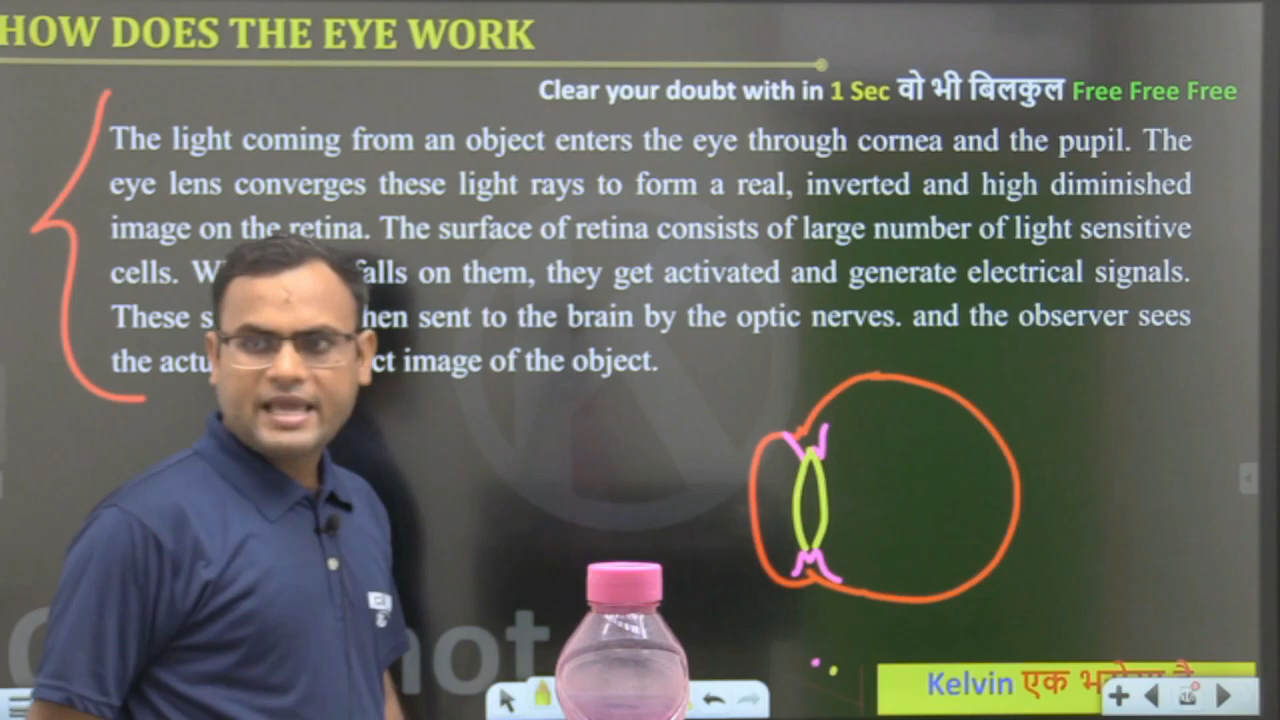 HOW DOES THE EYE WORK
Clear your doubt with in 1 Sec वो भी बिलकुल Free Free Free
The light coming from an object enters the eye through cornea and the pupil. The
eye lens converges these light rays to form a real, inverted and high diminished
image on the retina. The surface of retina consists of large number of light sensitive
cells. falls on them, they get activated and generate electrical signals.
These sent to the brain by the optic nerves. and the observer sees
the image of the object.
not
Kelvin एक